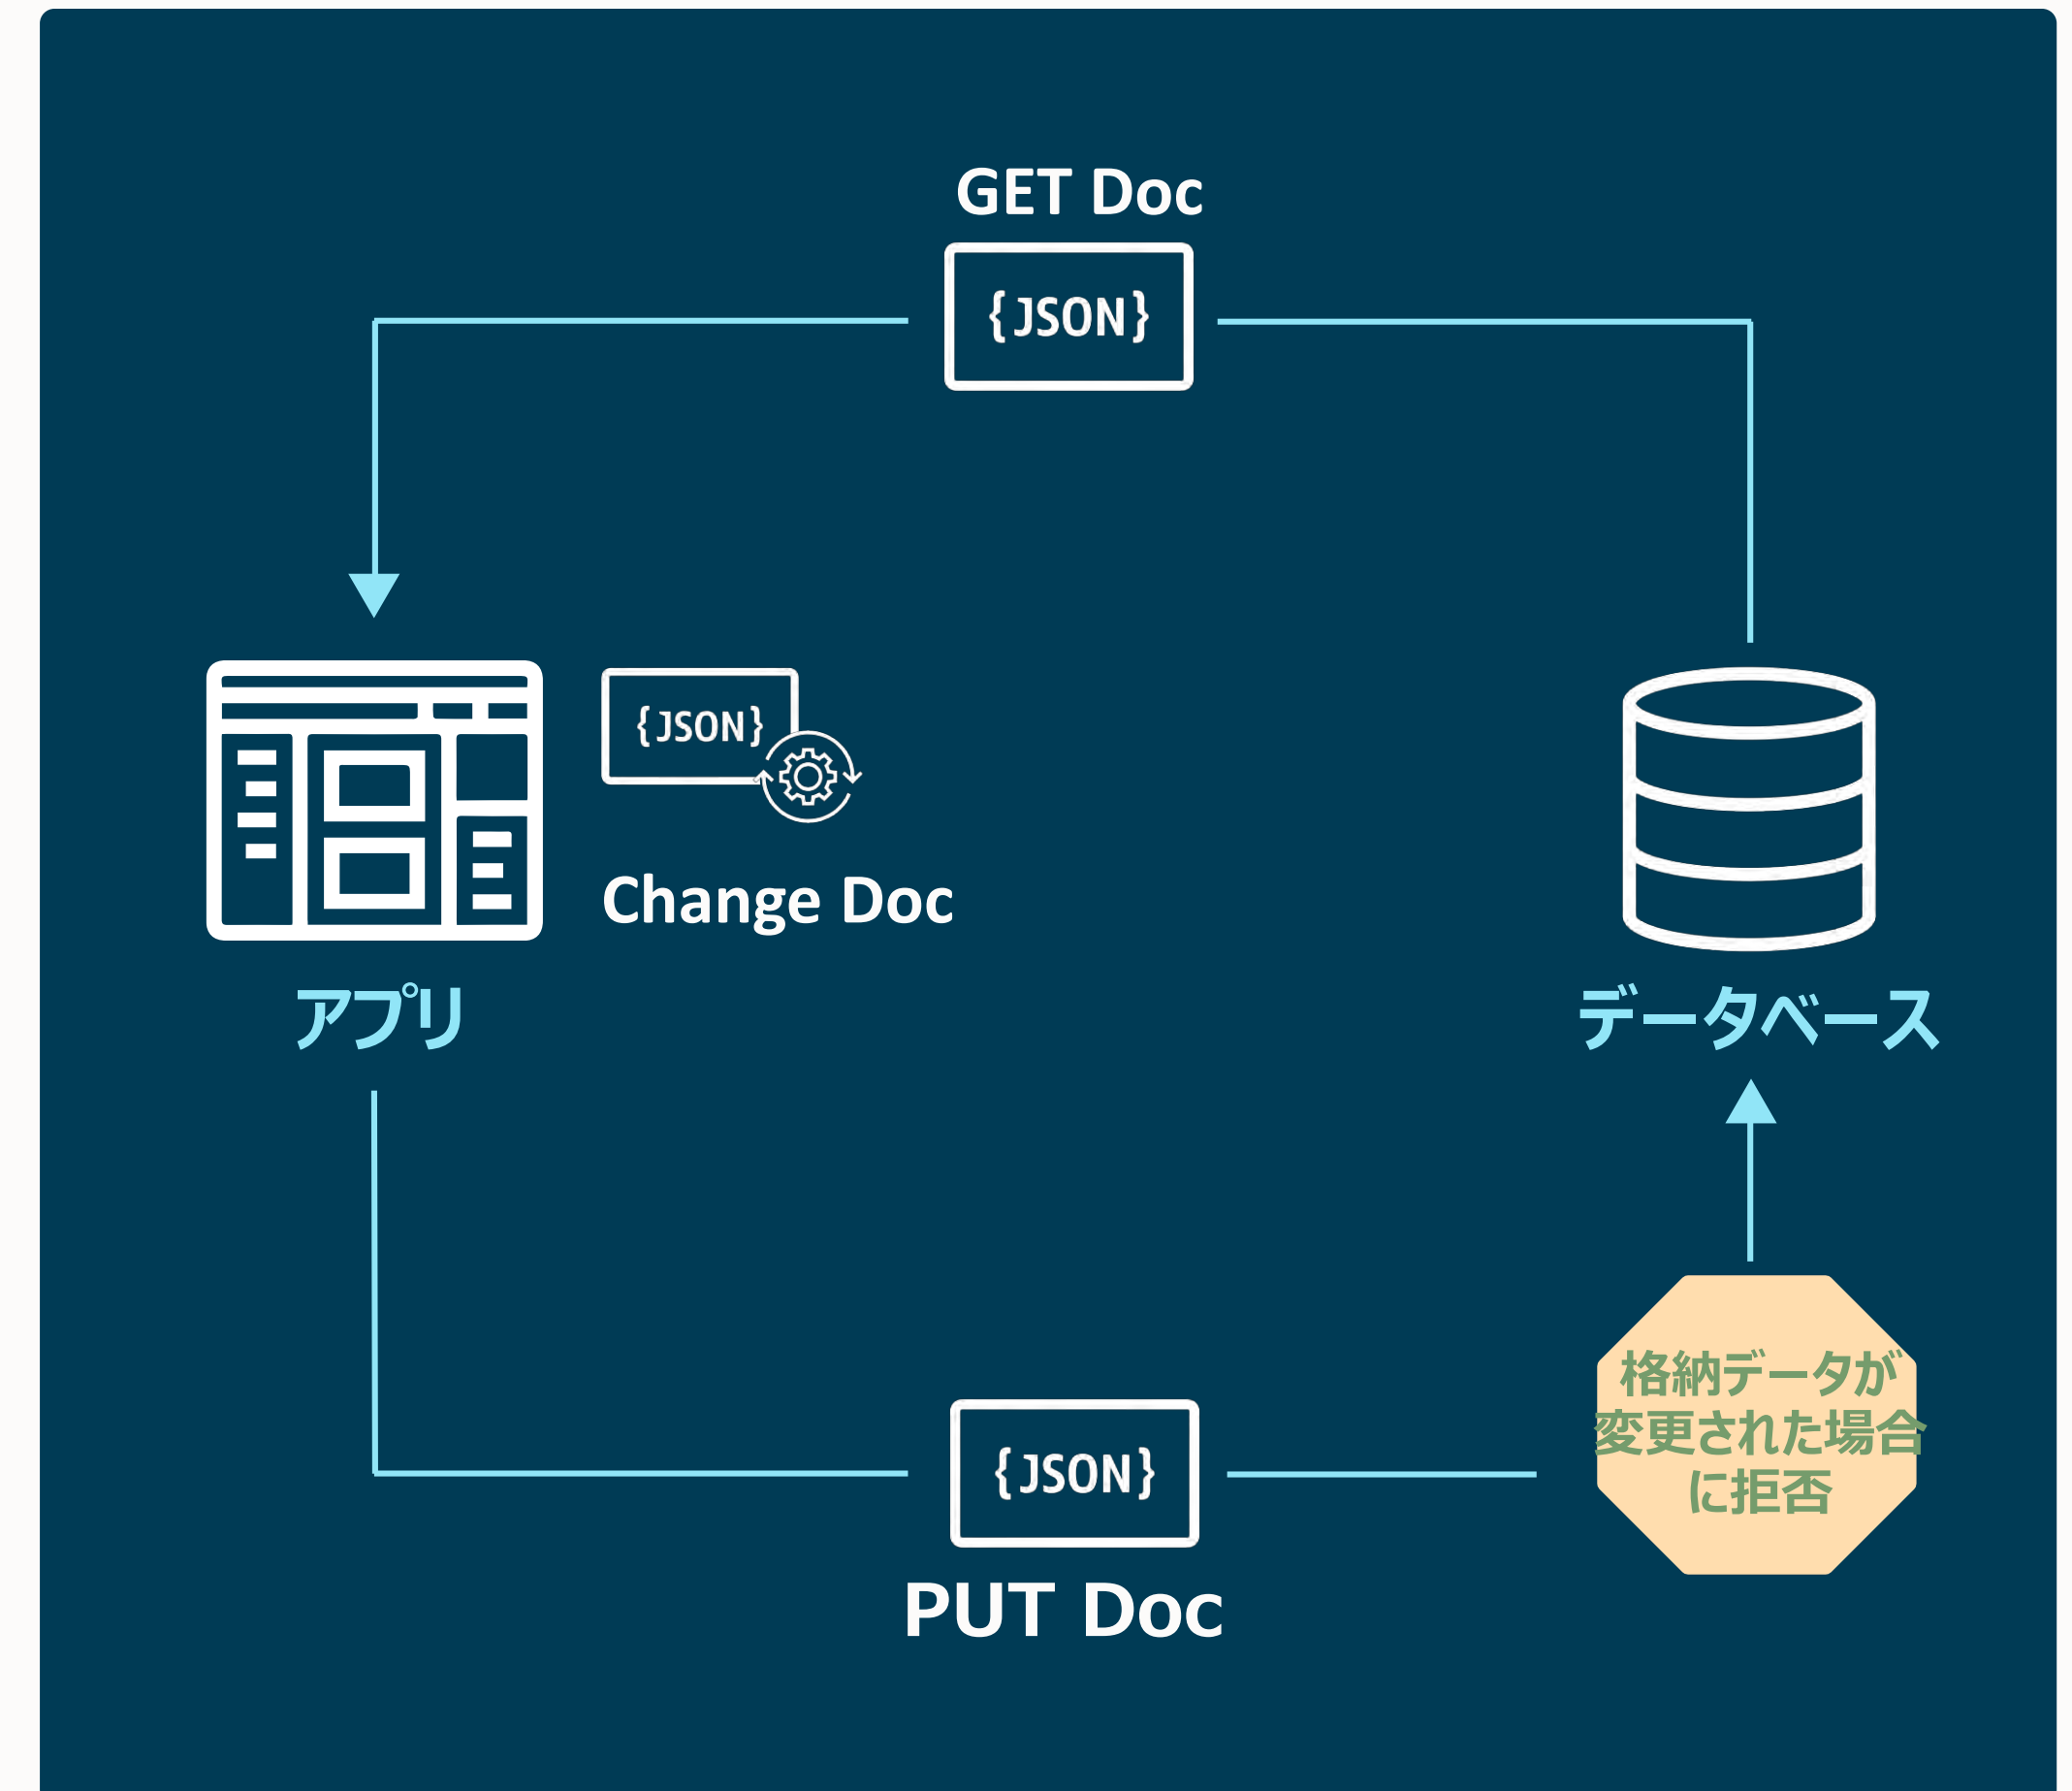 GET Doc
{JSON}
{JSON}
Change Doc
アプリ
データベース
格納データが
変更された場合
に拒否
{JSON}
PUT Doc